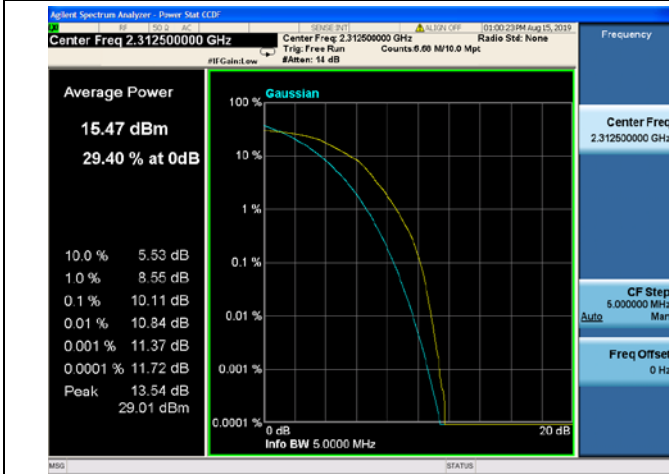 Agilent Spectrum Analyzer - Power Stat CCDF
RF 50 Ω AC SENSE:INT ALIGN OFF 01:00:23 PM Aug 15, 2019
Center Freq 2.312500000 GHz
Center Freq: 2.312500000 GHz Radio Std: None
Trig: Free Run Counts:6.68 M/10.0 Mpt
#IFGain:Low #Atten: 14 dB
Frequency
Average Power
15.47 dBm
29.40 % at 0dB
10.0 % 5.53 dB
1.0 % 8.55 dB
0.1 % 10.11 dB
0.01 % 10.84 dB
0.001 % 11.37 dB
0.0001 % 11.72 dB
Peak 13.54 dB
29.01 dBm
Gaussian
100 %
10 %
1 %
0.1 %
0.01 %
0.001 %
0.0001 %
0 dB 20 dB
Info BW 5.0000 MHz
Center Freq
2.312500000 GHz
CF Step
5.000000 MHz
Auto Man
Freq Offset
0 Hz
MSG STATUS